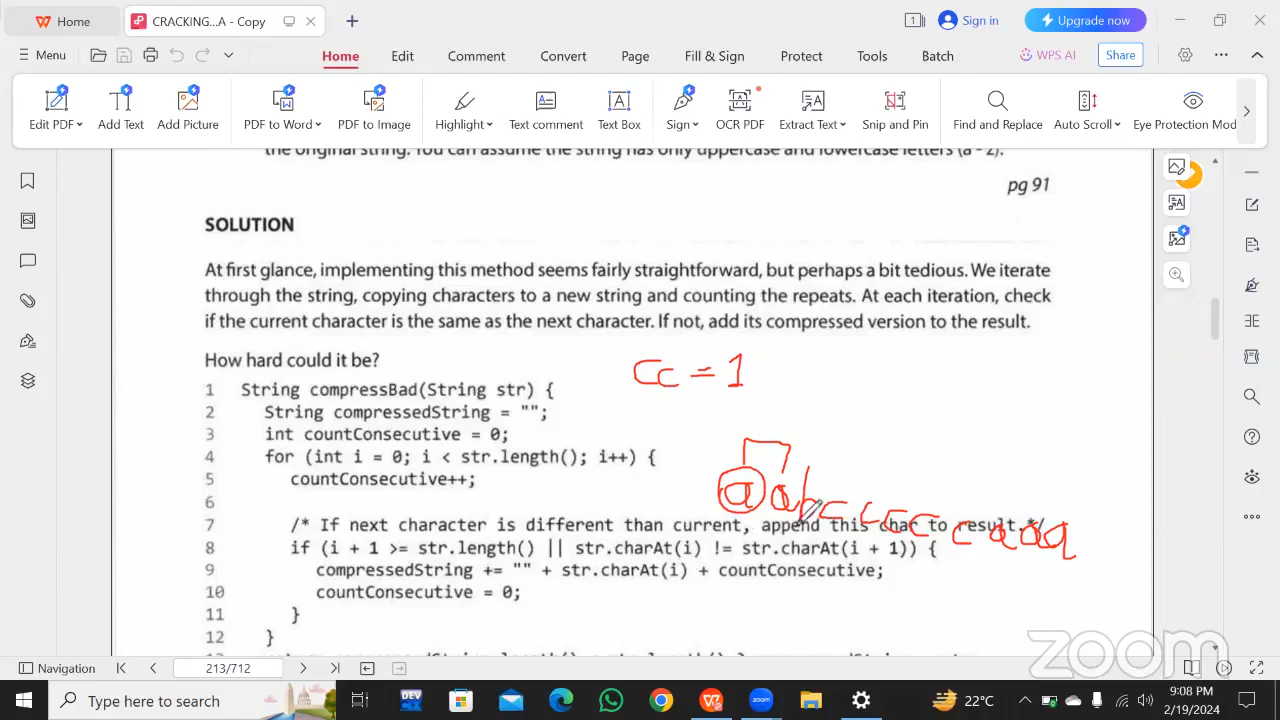 Home
CRACKING...A - Copy
Sign in
Upgrade now
Menu
Home
Edit
Comment
Convert
Page
Fill & Sign
Protect
Tools
Batch
WPS AI
Share
Edit PDF
Add Text
Add Picture
PDF to Word
PDF to Image
Highlight
Text comment
Text Box
Sign
OCR PDF
Extract Text
Snip and Pin
Find and Replace
Auto Scroll
Eye Protection Mod
the original string. You can assume the string has only uppercase and lowercase letters (a - z).
pg 91
SOLUTION
At first glance, implementing this method seems fairly straightforward, but perhaps a bit tedious. We iterate
through the string, copying characters to a new string and counting the repeats. At each iteration, check
if the current character is the same as the next character. If not, add its compressed version to the result.
How hard could it be?
cc = 1
1 String compressBad(String str) {
2 String compressedString = "";
3 int countConsecutive = 0;
4 for (int i = 0; i < str.length(); i++) {
5 countConsecutive++;
6
a a b c c c c c a a a
7 /* If next character is different than current, append this char to result.*/
8 if (i + 1 >= str.length() || str.charAt(i) != str.charAt(i + 1)) {
9 compressedString += "" + str.charAt(i) + countConsecutive;
10 countConsecutive = 0;
11 }
12 }
zoom
Navigation
213/712
Type here to search
DEV
22°C
9:08 PM
2/19/2024